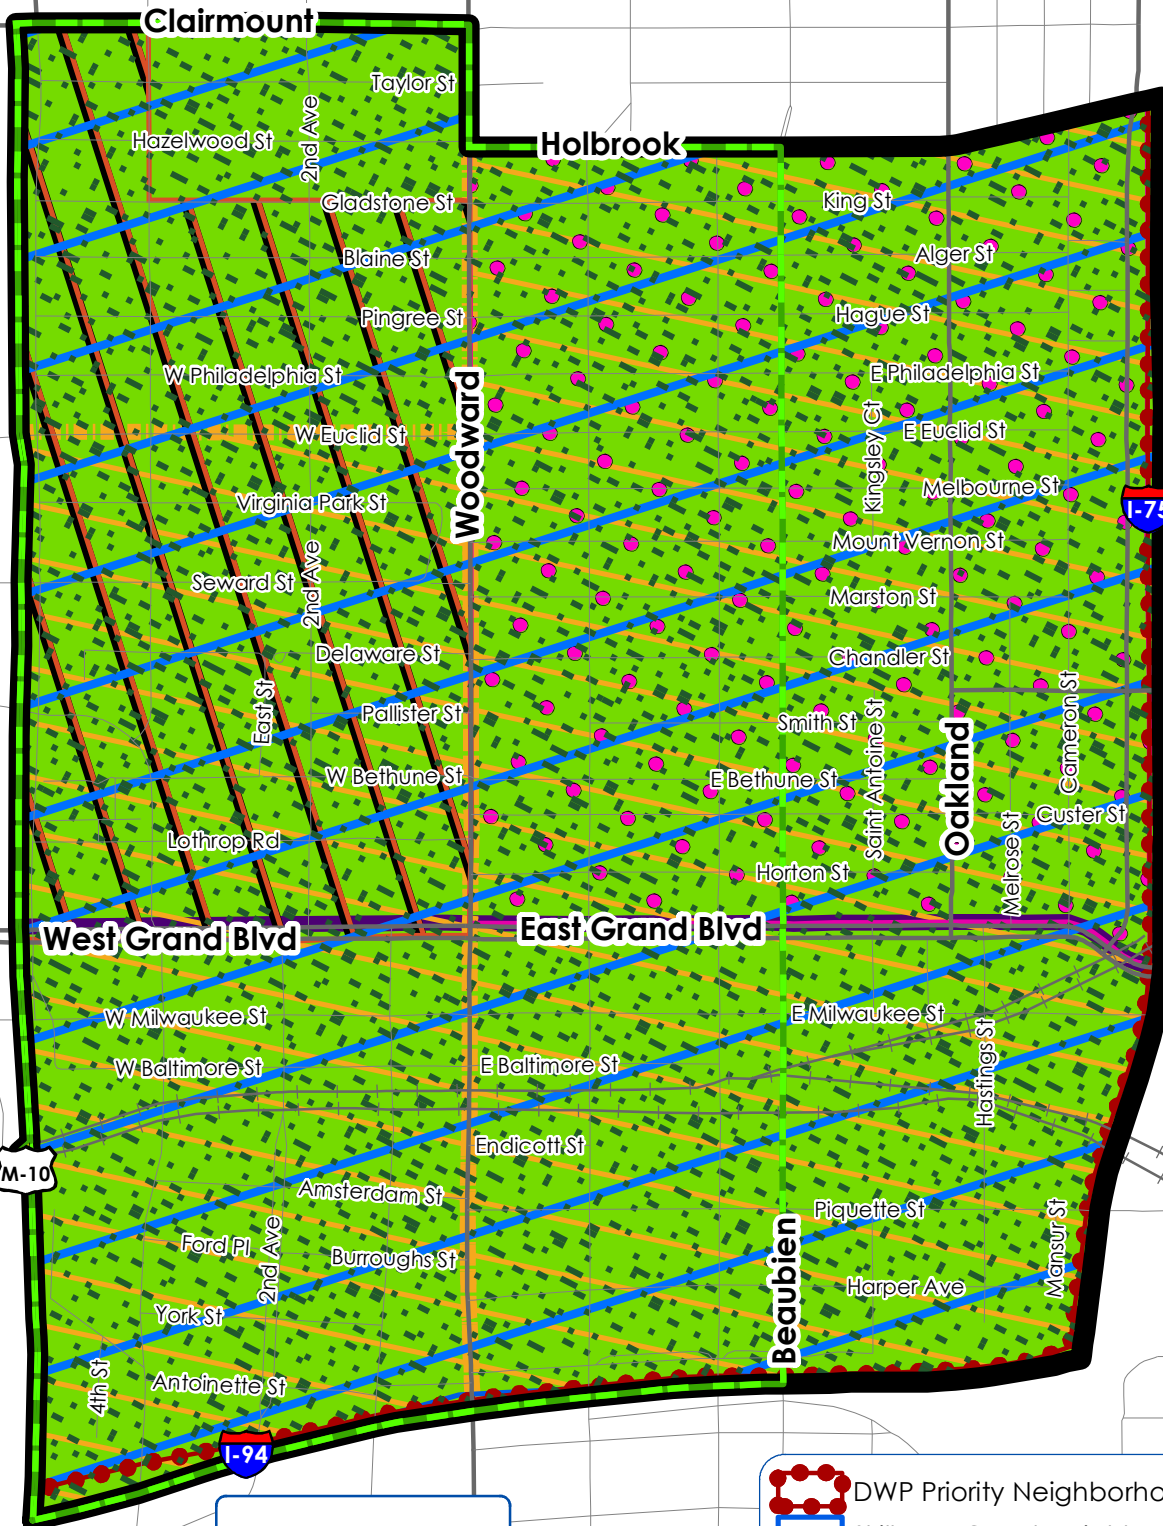 Clairmount
Taylor St
2nd Ave
Hazelwood St
Holbrook
Gladstone St
King St
Blaine St
Alger St
Pingree St
Hague St
W Philadelphia St
E Philadelphia St
Woodward
Kingsley Ct
W Euclid St
E Euclid St
Virginia Park St
Melbourne St
I-75
Mount Vernon St
2nd Ave
Seward St
Marston St
Delaware St
Chandler St
East St
Pallister St
Smith St
Saint Antoine St
Oakland
Cameron St
W Bethune St
E Bethune St
Custer St
Lothrop Rd
Melrose St
Horton St
West Grand Blvd
East Grand Blvd
W Milwaukee St
E Milwaukee St
W Baltimore St
E Baltimore St
Hastings St
Endicott St
M-10
Amsterdam St
Piquette St
Mansur St
Ford Pl
2nd Ave
Burroughs St
Beaubien
Harper Ave
York St
4th St
Antoinette St
I-94
DWP Priority Neighborho